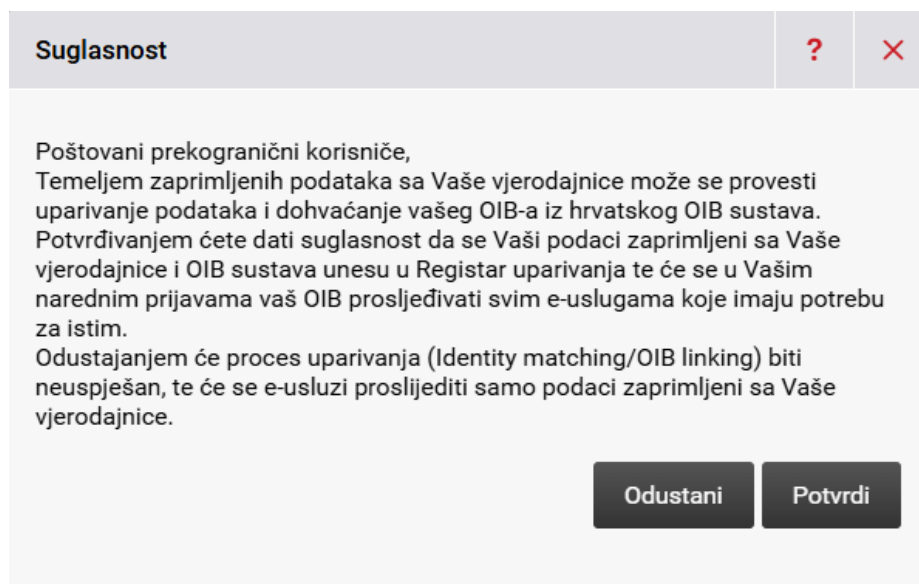 Suglasnost
?
×
Poštovani prekogranični korisniče,
Temeljem zaprimljenih podataka sa Vaše vjerodajnice može se provesti
uparivanje podataka i dohvaćanje vašeg OIB-a iz hrvatskog OIB sustava.
Potvrđivanjem ćete dati suglasnost da se Vaši podaci zaprimljeni sa Vaše
vjerodajnice i OIB sustava unesu u Registar uparivanja te će se u Vašim
narednim prijavama vaš OIB prosljeđivati svim e-uslugama koje imaju potrebu
za istim.
Odustajanjem će proces uparivanja (Identity matching/OIB linking) biti
neuspješan, te će se e-usluzi proslijediti samo podaci zaprimljeni sa Vaše
vjerodajnice.
Odustani
Potvrdi